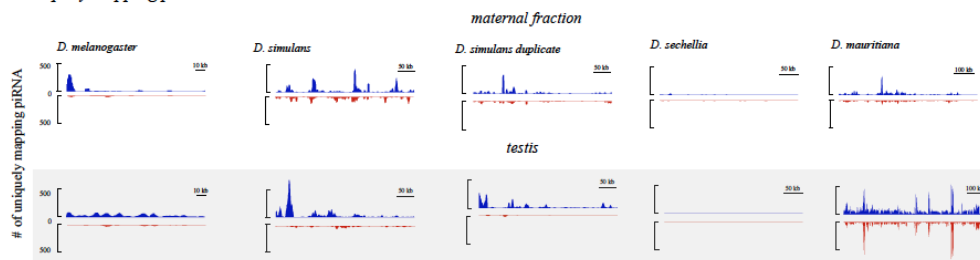 maternal fraction
D. melanogaster D. simulans D. simulans duplicate D. sechellia D. mauritiana
10 kb 50 kb 50 kb 50 kb 100 kb
500
0
500
# of uniquely mapping piRNA
testis
10 kb 50 kb 50 kb 50 kb 100 kb
500
0
500